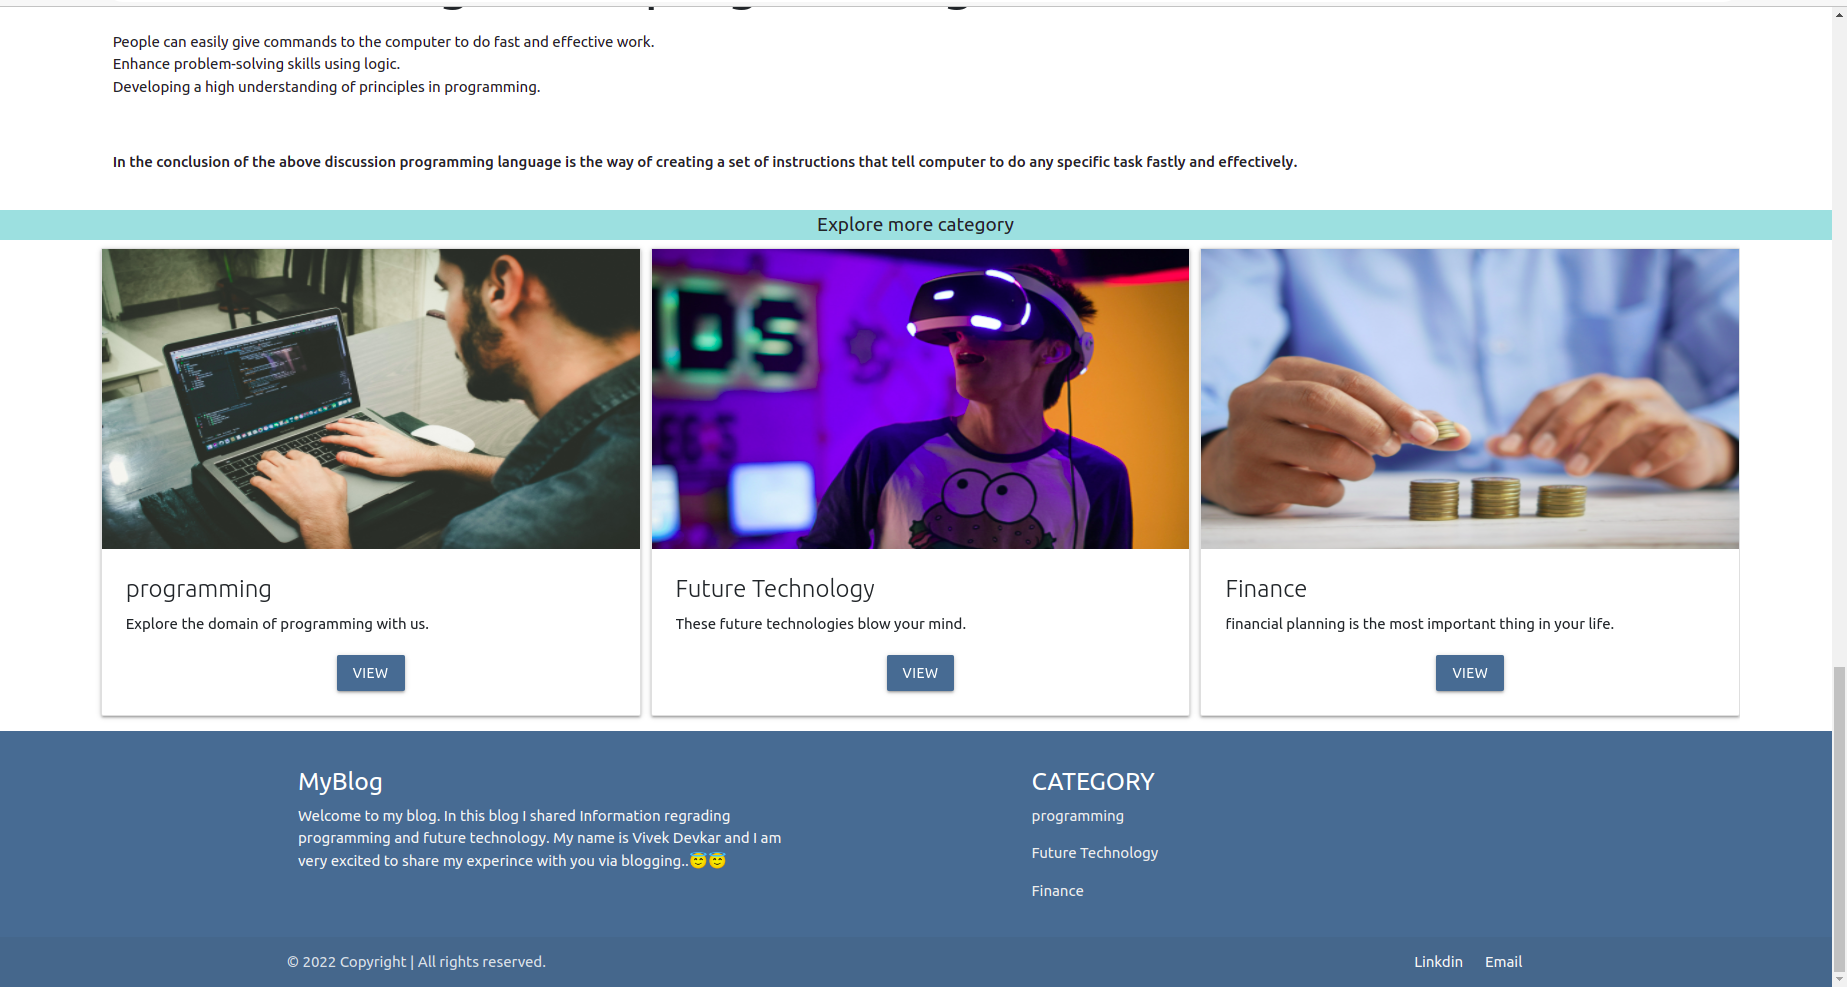 People can easily give commands to the computer to do fast and effective work.
Enhance problem-solving skills using logic.
Developing a high understanding of principles in programming.
In the conclusion of the above discussion programming language is the way of creating a set of instructions that tell computer to do any specific task fastly and effectively.
Explore more category
DS
programming
Explore the domain of programming with us.
VIEW
Future Technology
These future technologies blow your mind.
VIEW
Finance
financial planning is the most important thing in your life.
VIEW
MyBlog
Welcome to my blog. In this blog I shared Information regrading
programming and future technology. My name is Vivek Devkar and I am
very excited to share my experince with you via blogging..😇😇
CATEGORY
programming
Future Technology
Finance
© 2022 Copyright | All rights reserved.
Linkdin Email